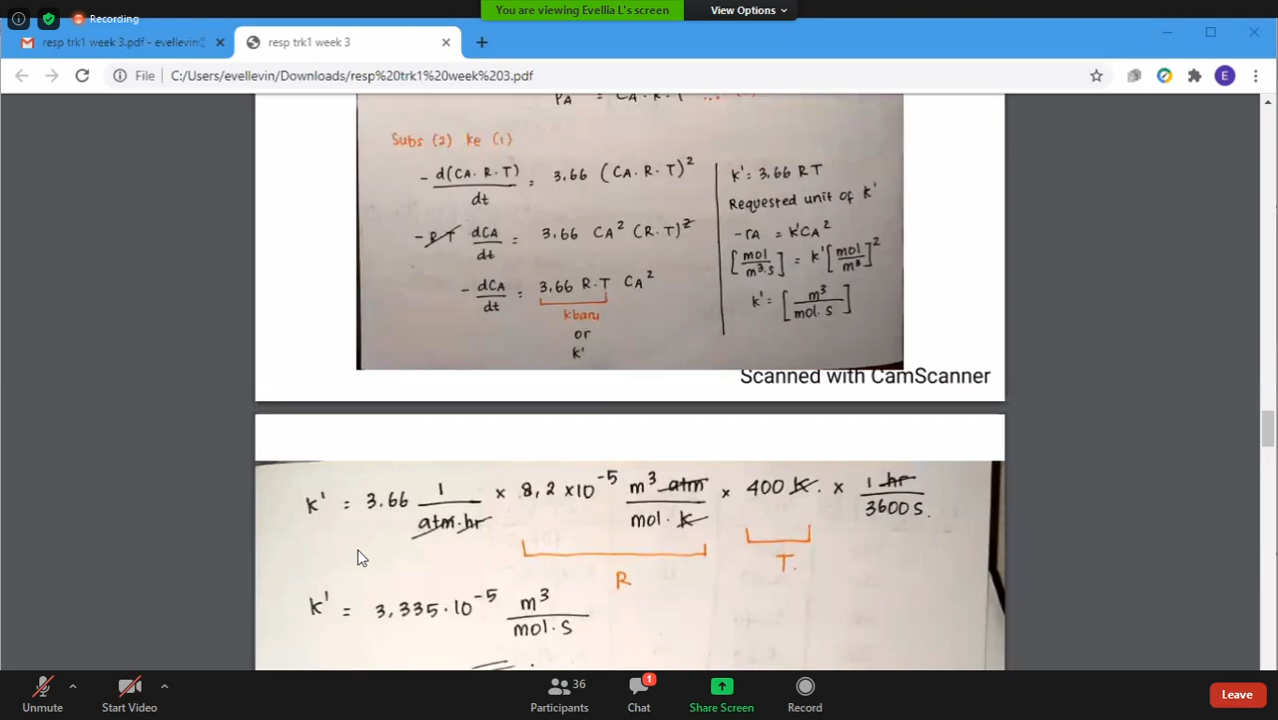 Recording
You are viewing Evellia L's screen
View Options
resp trk1 week 3.pdf - evellevin@
resp trk1 week 3
File
C:/Users/evellevin/Downloads/resp%20trk1%20week%203.pdf
E
PA = CA . R . T ...
Subs (2) ke (1)
- d(CA. R. T) / dt = 3.66 (CA. R. T)²
- R T dCA / dt = 3.66 CA² (R. T)²
- dCA / dt = 3.66 R. T CA²
kbaru
or
k'
k' = 3.66 RT
Requested unit of k'
-rA = k'CA²
[mol / m³.s] = k' [mol / m³]²
k' = [m³ / mol. s]
Scanned with CamScanner
k' = 3.66 1 / atm.hr × 8,2 ×10⁻⁵ m³ atm / mol. K × 400 K. × 1 hr / 3600 S.
R
T.
k' = 3,335.10⁻⁵ m³ / mol. s
Unmute
Start Video
36
Participants
1
Chat
Share Screen
Record
Leave